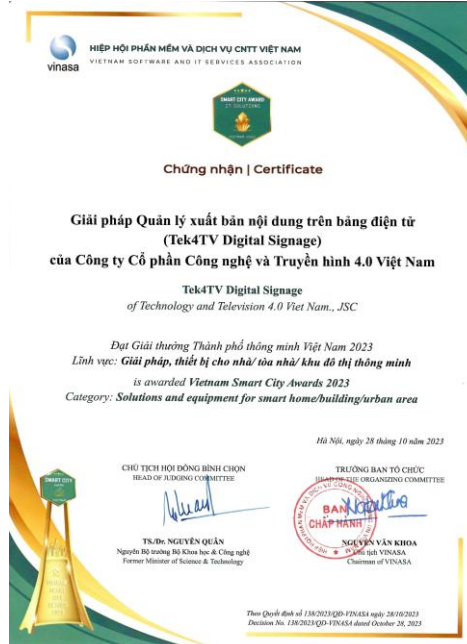 vinasa
HIỆP HỘI PHẦN MỀM VÀ DỊCH VỤ CNTT VIỆT NAM
VIETNAM SOFTWARE AND IT SERVICES ASSOCIATION
SMART CITY AWARD
Chứng nhận | Certificate
Giải pháp Quản lý xuất bản nội dung trên bảng điện tử
(Tek4TV Digital Signage)
của Công ty Cổ phần Công nghệ và Truyền hình 4.0 Việt Nam
Tek4TV Digital Signage
of Technology and Television 4.0 Viet Nam., JSC
Đạt Giải thưởng Thành phố thông minh Việt Nam 2023
Lĩnh vực: Giải pháp, thiết bị cho nhà/ tòa nhà/ khu đô thị thông minh
is awarded Vietnam Smart City Awards 2023
Category: Solutions and equipment for smart home/building/urban area
Hà Nội, ngày 28 tháng 10 năm 2023
CHỦ TỊCH HỘI ĐỒNG BÌNH CHỌN
HEAD OF JUDGING COMMITTEE
TRƯỞNG BAN TỔ CHỨC
HEAD OF THE ORGANIZING COMMITTEE
BAN
CHẤP HÀNH
SMART CITY
TS./Dr. NGUYỄN QUÂN
Nguyên Bộ trưởng Bộ Khoa học & Công nghệ
Former Minister of Science & Technology
NGUYỄN VĂN KHOA
Chủ tịch VINASA
Chairman of VINASA
Theo Quyết định số 138/2023/QD-VINASA ngày 28/10/2023
Decision No. 138/2023/QD-VINASA dated October 28, 2023